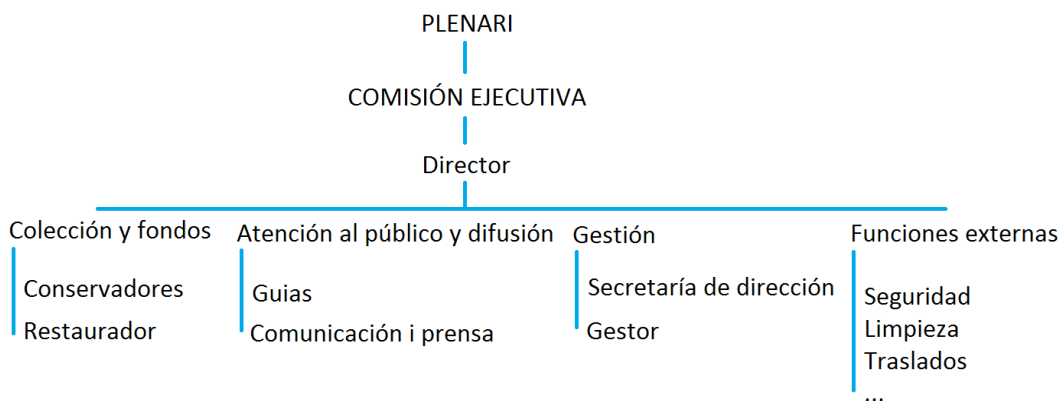 PLENARI
COMISIÓN EJECUTIVA
Director
Colección y fondos
Conservadores
Restaurador
Atención al público y difusión
Guias
Comunicación i prensa
Gestión
Secretaría de dirección
Gestor
Funciones externas
Seguridad
Limpieza
Traslados
...